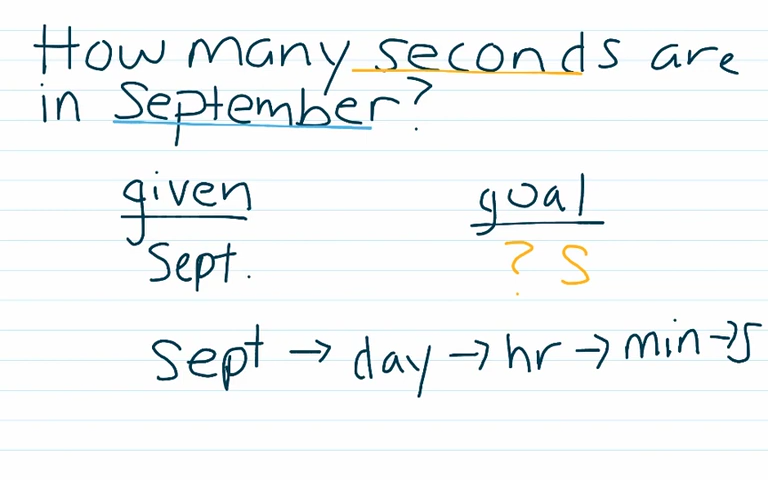 How many seconds are
in September?
given goal
Sept. ? S
Sept → day → hr → min → s